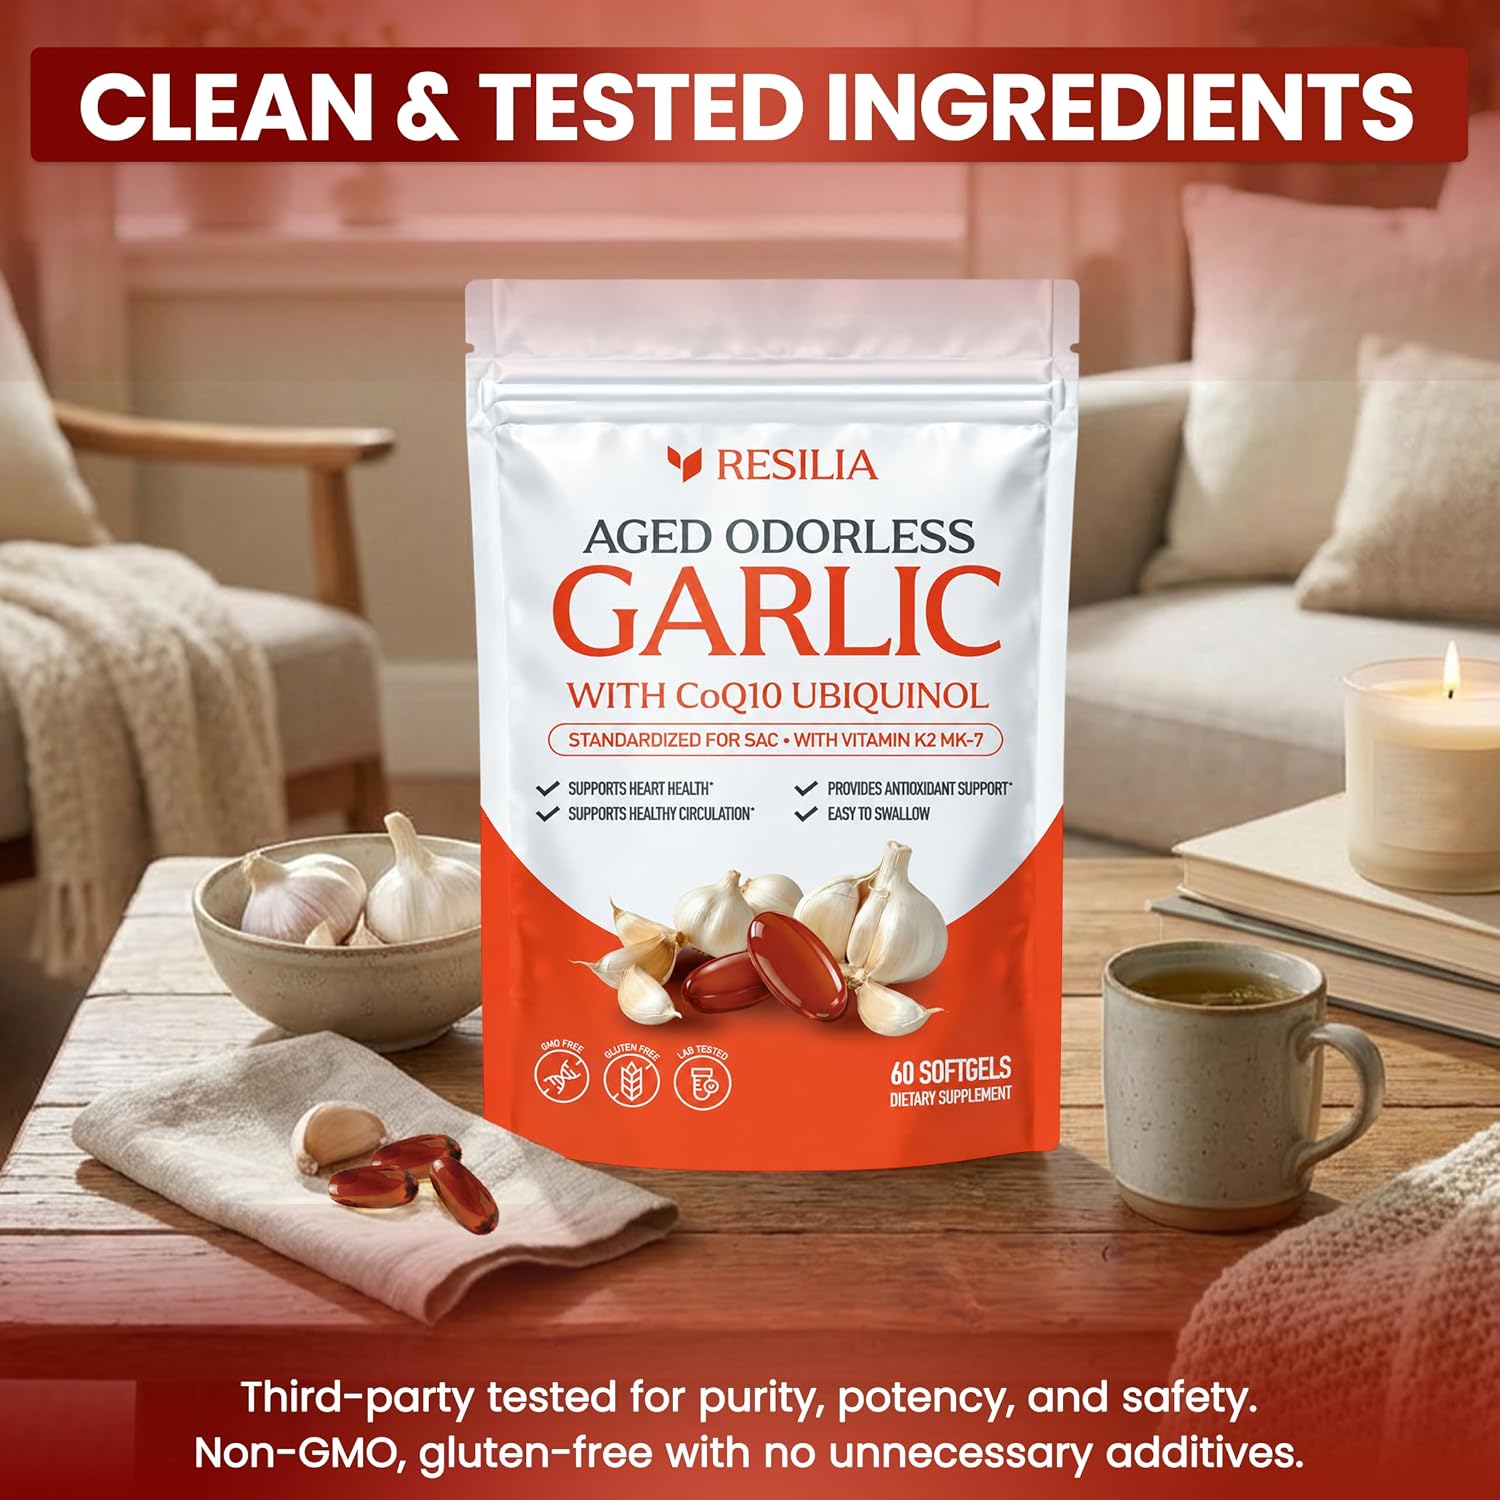 CLEAN & TESTED INGREDIENTS
RESILIA
AGED ODORLESS
GARLIC
WITH CoQ10 UBIQUINOL
STANDARDIZED FOR SAC • WITH VITAMIN K2 MK-7
SUPPORTS HEART HEALTH*
PROVIDES ANTIOXIDANT SUPPORT*
SUPPORTS HEALTHY CIRCULATION*
EASY TO SWALLOW
GMO FREE
GLUTEN FREE
LAB TESTED
60 SOFTGELS
DIETARY SUPPLEMENT
Third-party tested for purity, potency, and safety.
Non-GMO, gluten-free with no unnecessary additives.